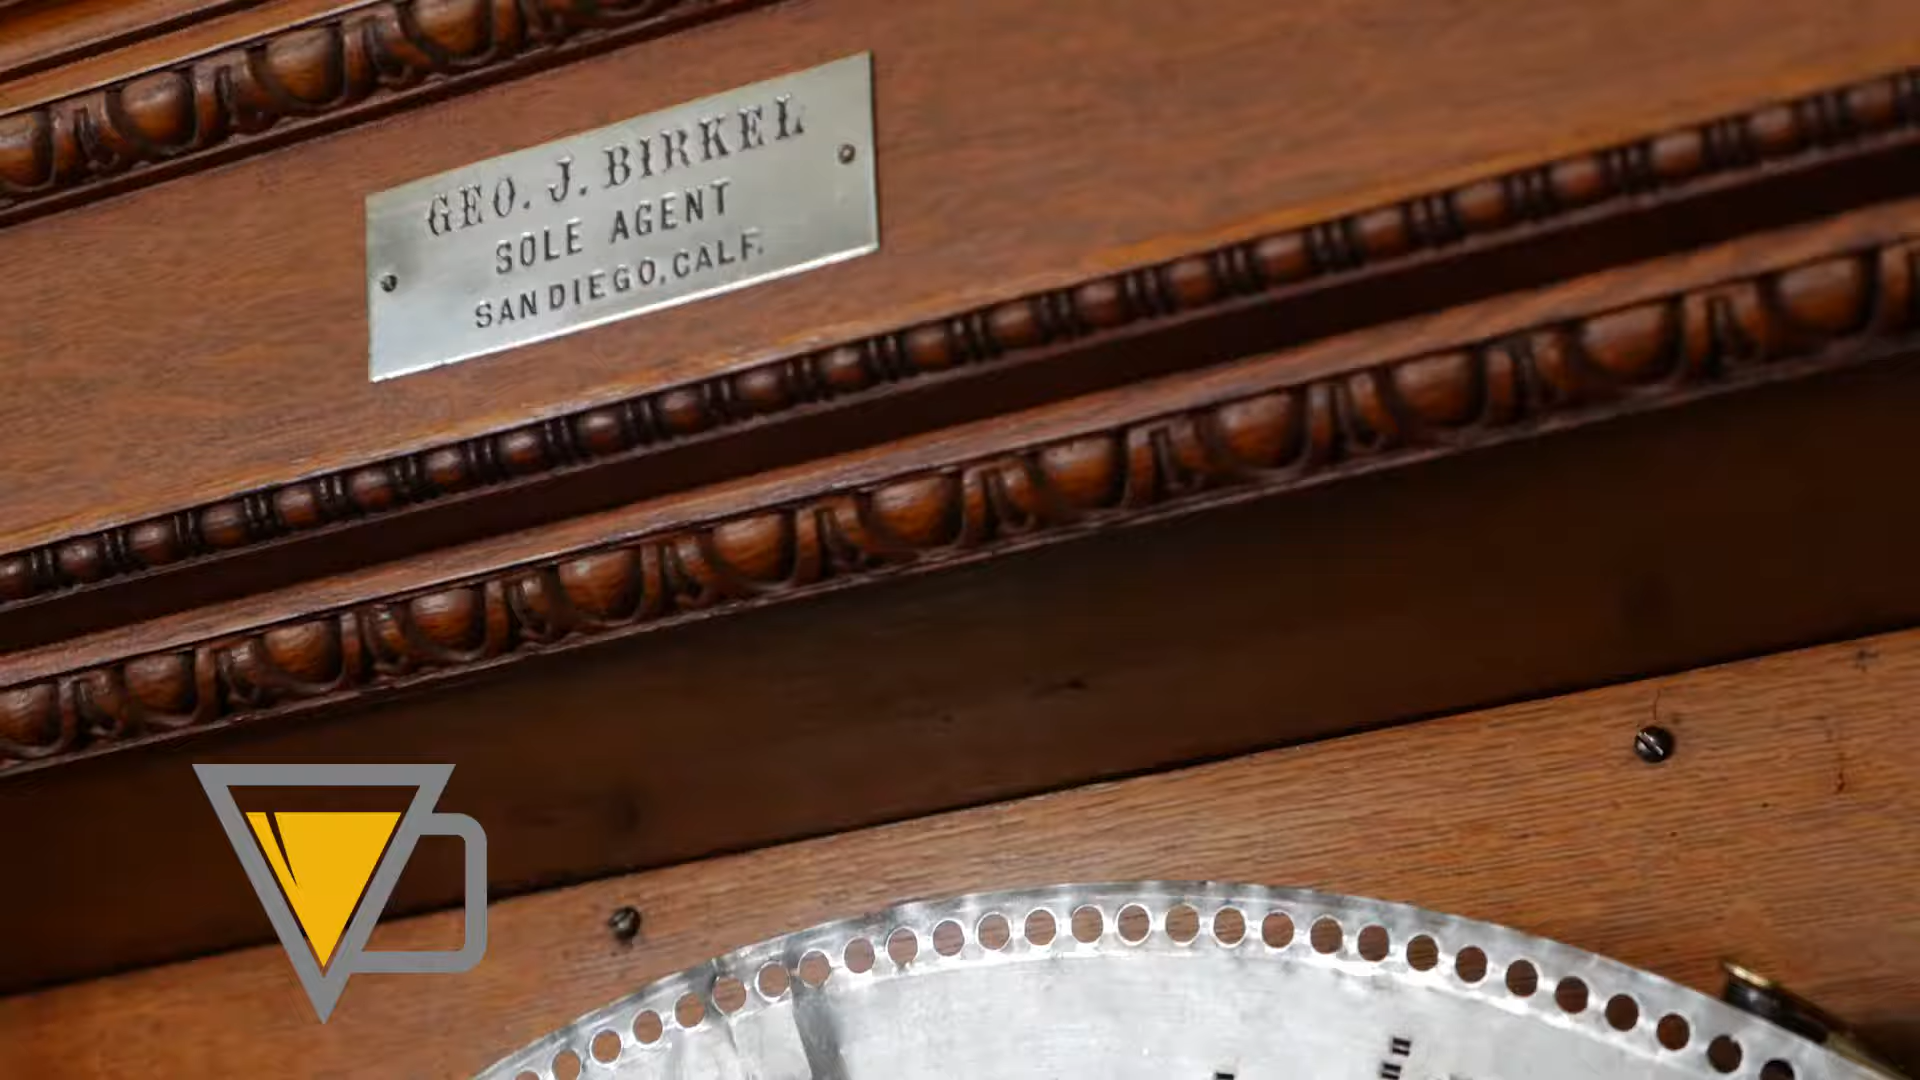 GEO. J. BIRKEL
SOLE AGENT
SAN DIEGO, CALF.